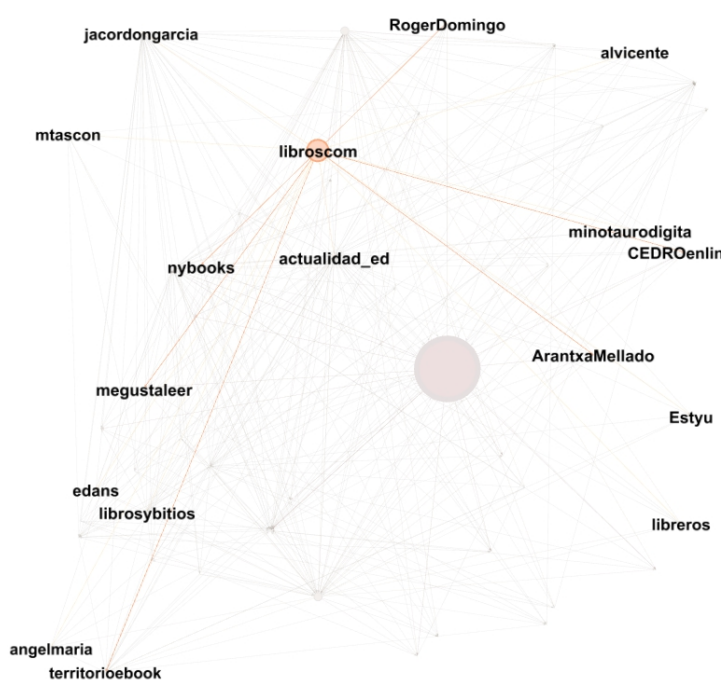 RogerDomingo
jacordongarcia
alvicente
mtascon
libroscom
minotaurodigita
CEDROenlin
actualidad_ed
nybooks
ArantxaMellado
megustaleer
Estyu
edans
librosybitios
libreros
angelmaria
territorioebook